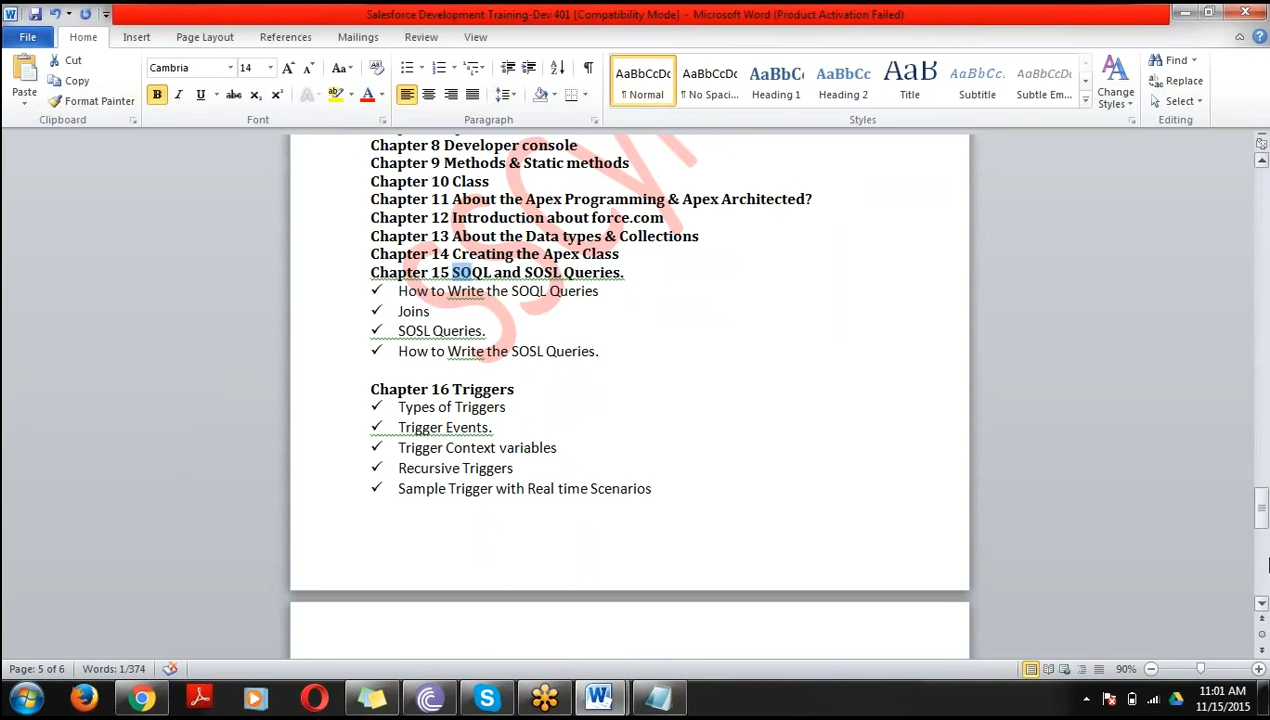 Salesforce Development Training-Dev 401 [Compatibility Mode] - Microsoft Word (Product Activation Failed)
File Home Insert Page Layout References Mailings Review View
Paste
Cut
Copy
Format Painter
Clipboard
Cambria 14
Font
Paragraph
AaBbCcDc AaBbCcDc AaBbCc AaBbCc AaB AaBbCc. AaBbCcDc
¶ Normal ¶ No Spaci... Heading 1 Heading 2 Title Subtitle Subtle Em...
Change Styles
Styles
Find
Replace
Select
Editing
Chapter 8 Developer console
Chapter 9 Methods & Static methods
Chapter 10 Class
Chapter 11 About the Apex Programming & Apex Architected?
Chapter 12 Introduction about force.com
Chapter 13 About the Data types & Collections
Chapter 14 Creating the Apex Class
Chapter 15 SOQL and SOSL Queries.
How to Write the SOQL Queries
Joins
SOSL Queries.
How to Write the SOSL Queries.
Chapter 16 Triggers
Types of Triggers
Trigger Events.
Trigger Context variables
Recursive Triggers
Sample Trigger with Real time Scenarios
Page: 5 of 6 Words: 1/374 90%
11:01 AM
11/15/2015